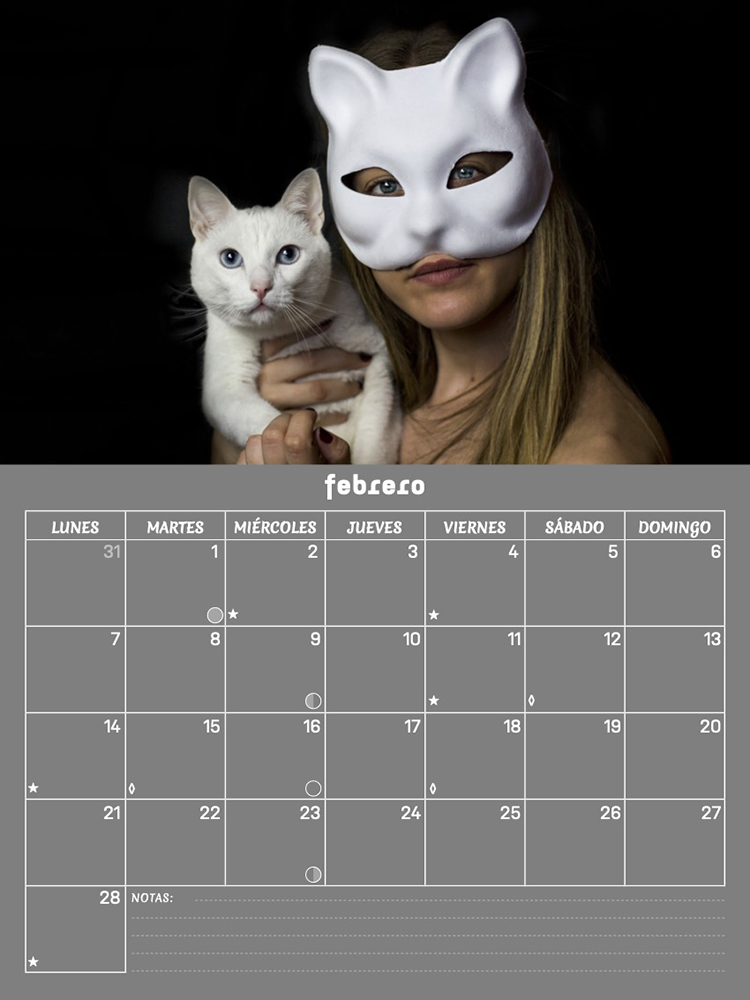 febrero
LUNES MARTES MIÉRCOLES JUEVES VIERNES SÁBADO DOMINGO
31 1 2 3 4 5 6
7 8 9 10 11 12 13
14 15 16 17 18 19 20
21 22 23 24 25 26 27
28 NOTAS: